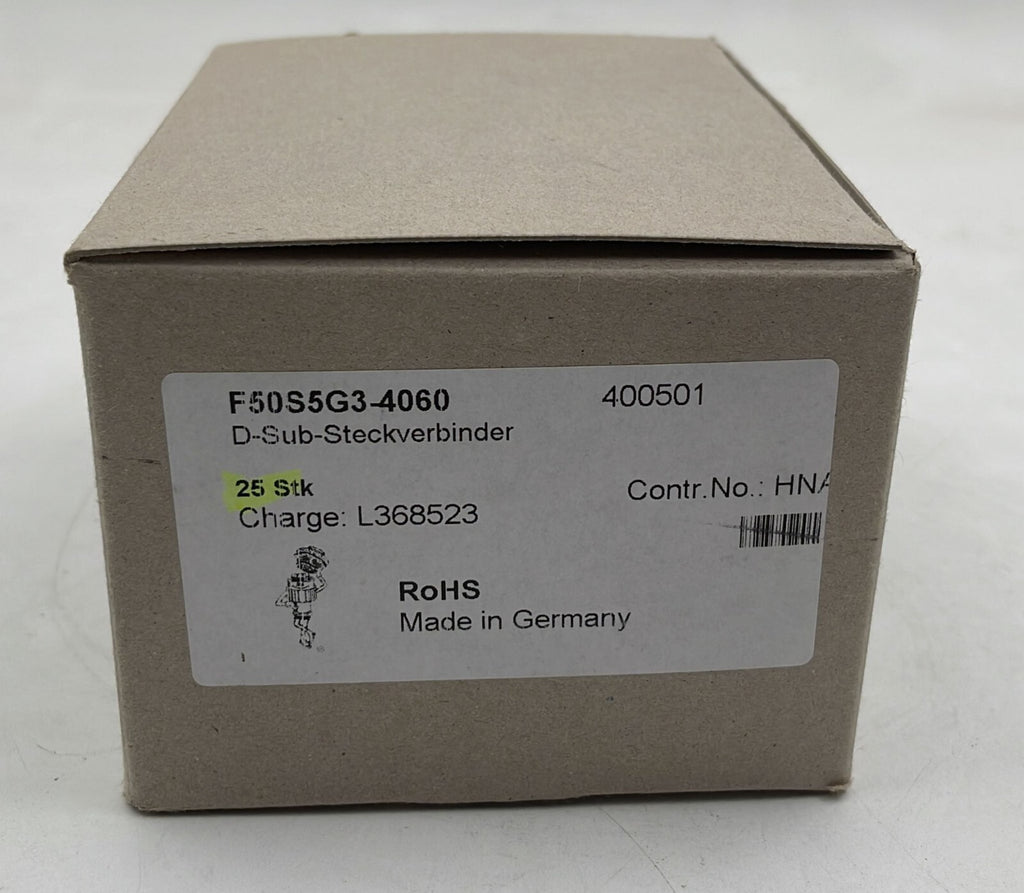 F50S5G3-4060 400501
D-Sub-Steckverbinder
25 Stk
Contr.No.: HNA
Charge: L368523
RoHS
Made in Germany